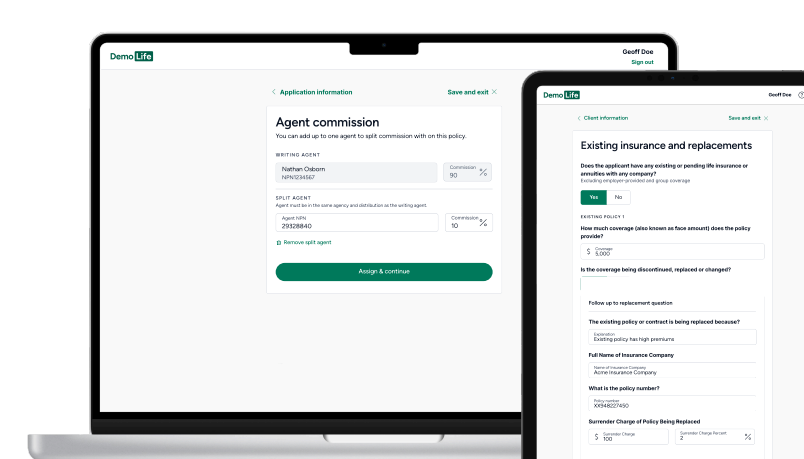 Demo Life
Geoff Doe
Sign out
Application information
Save and exit
Agent commission
You can add up to one agent to split commission with on this policy.
WRITING AGENT
Nathan Osborn
NPN1234567
Commission
90
%
SPLIT AGENT
Agent must be in the same agency and distribution as the writing agent.
Agent NPN
29328840
Commission
10
%
Remove split agent
Assign & continue
Demo Life
Geoff Doe
?
Client information
Save and exit
Existing insurance and replacements
Does the applicant have any existing or pending life insurance or
annuities with any company?
Excluding employer-provided and group coverage
Yes
No
EXISTING POLICY 1
How much coverage (also known as face amount) does the policy
provide?
Coverage
$ 5,000
Is the coverage being discontinued, replaced or changed?
Follow up to replacement question
The existing policy or contract is being replaced because?
Explanation
Existing policy has high premiums
Full Name of Insurance Company
Name of Insurance Company
Acme Insurance Company
What is the policy number?
Policy number
XX948227450
Surrender Charge of Policy Being Replaced
Surrender Charge
$ 100
Surrender Charge Percent
2
%